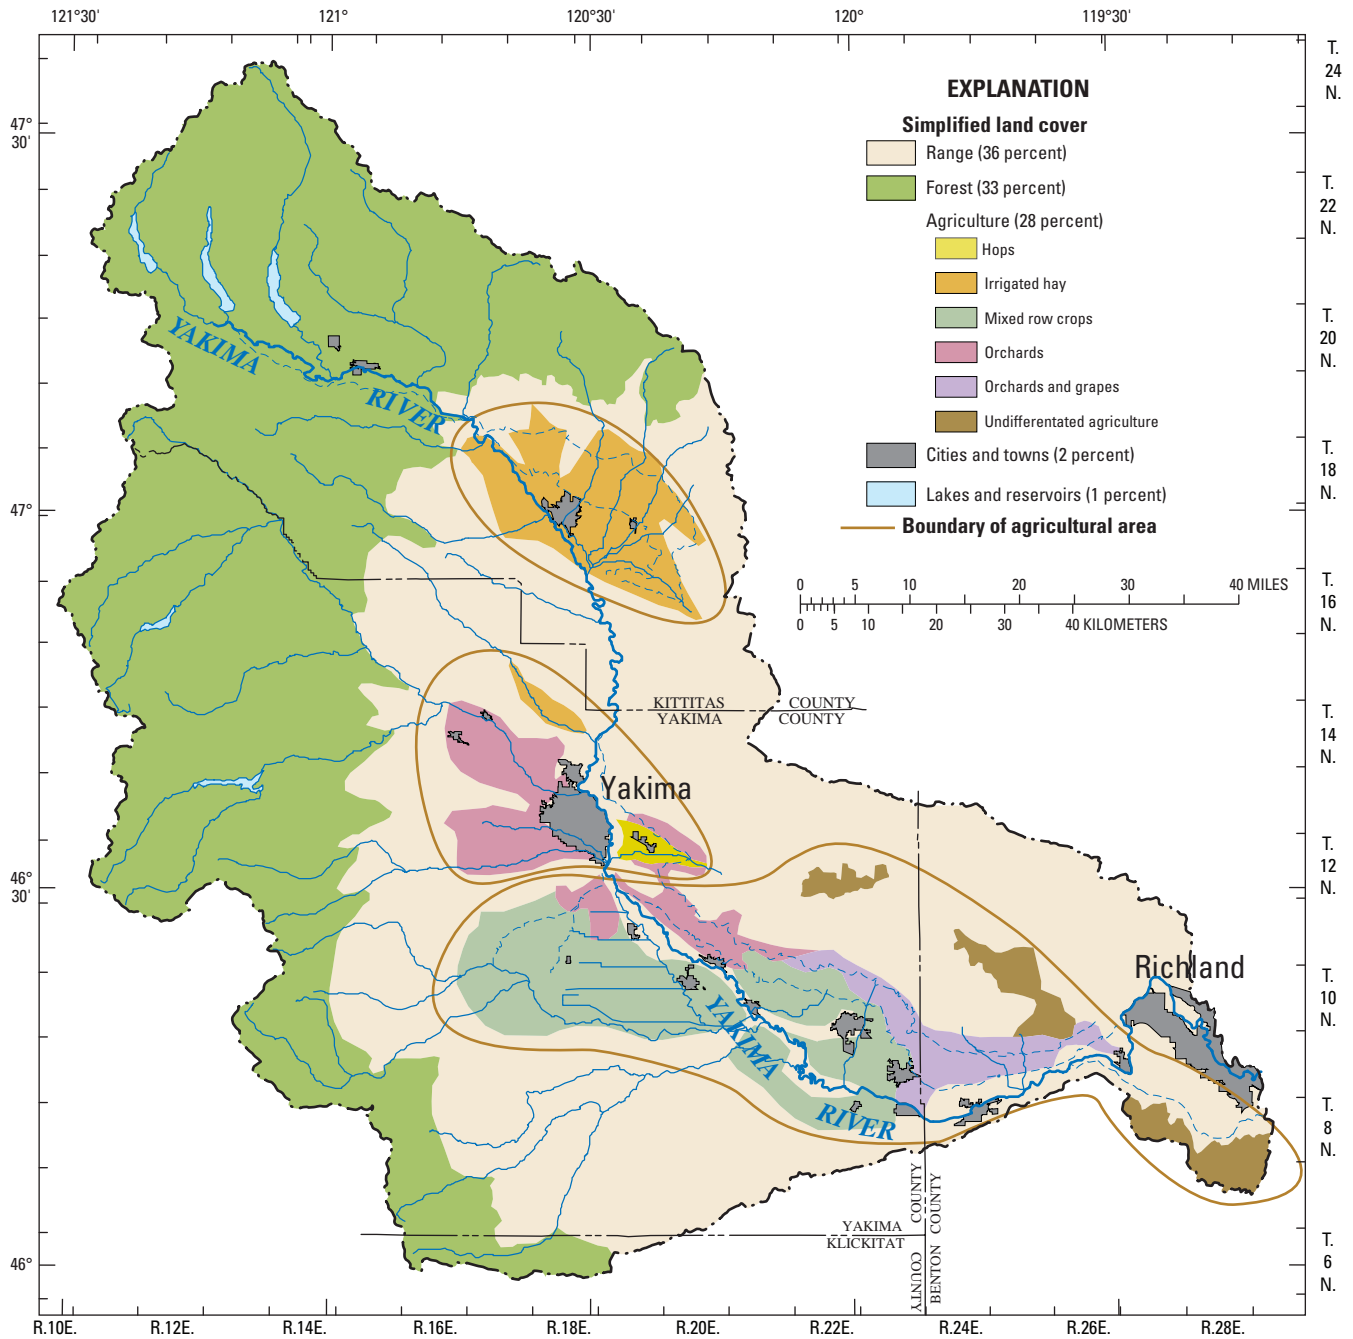 121°30'
121°
120°30'
120°
119°30'
T.
24
N.
T.
22
N.
T.
20
N.
T.
18
N.
T.
16
N.
T.
14
N.
T.
12
N.
T.
10
N.
T.
8
N.
T.
6
N.
47°
30'
47°
46°
30'
46°
EXPLANATION
Simplified land cover
Range (36 percent)
Forest (33 percent)
Agriculture (28 percent)
Hops
Irrigated hay
Mixed row crops
Orchards
Orchards and grapes
Undifferentated agriculture
Cities and towns (2 percent)
Lakes and reservoirs (1 percent)
Boundary of agricultural area
0 5 10 20 30 40 MILES
0 5 10 20 30 40 KILOMETERS
YAKIMA
RIVER
KITTITAS COUNTY
YAKIMA COUNTY
Yakima
Richland
YAKIMA
RIVER
YAKIMA
KLICKITAT
COUNTY
COUNTY
BENTON COUNTY
R.10E.
R.12E.
R.14E.
R.16E.
R.18E.
R.20E.
R.22E.
R.24E.
R.26E.
R.28E.